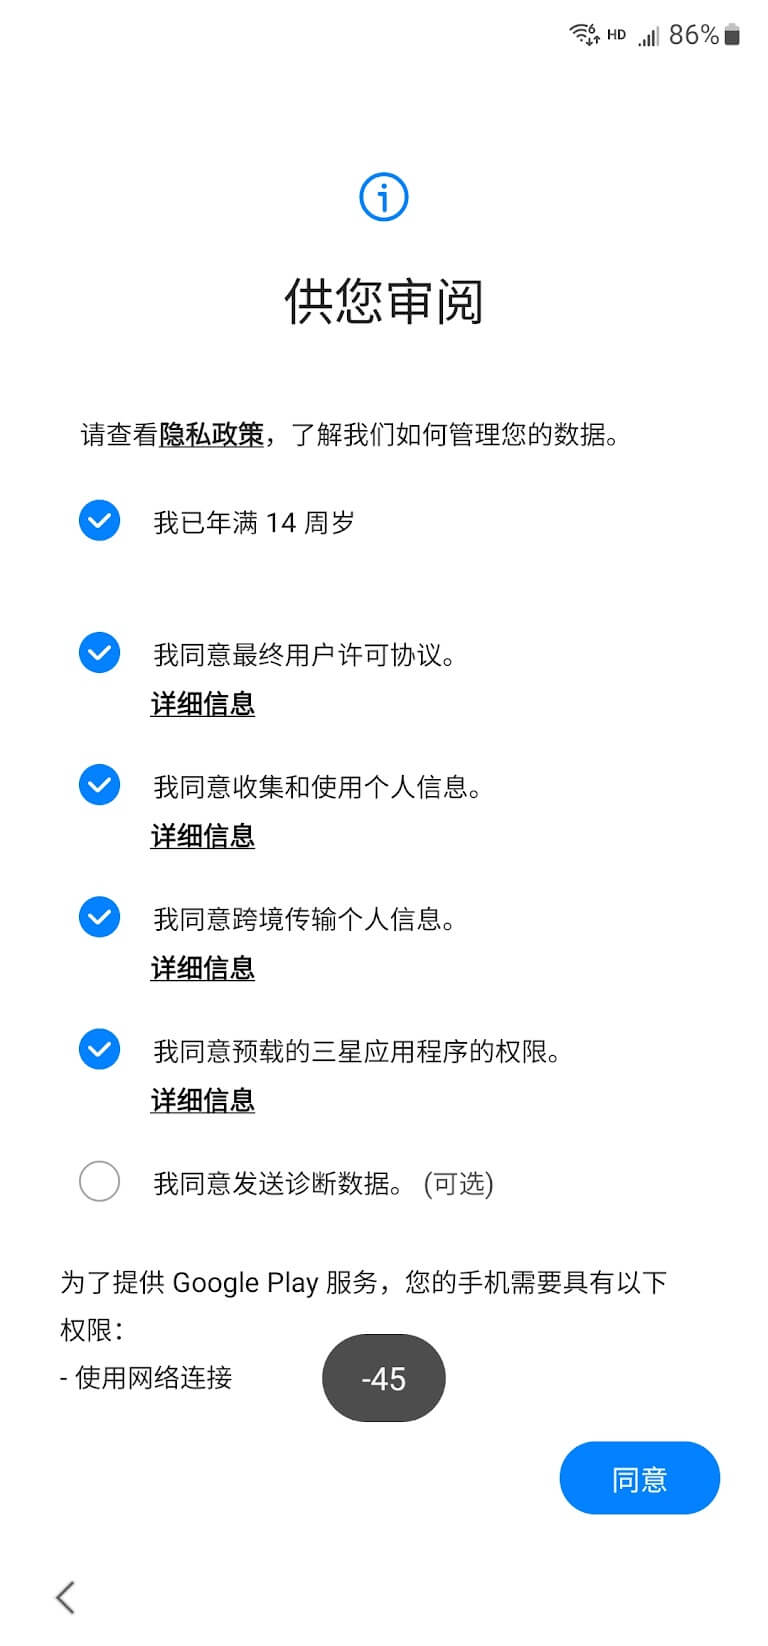 HD 86%
供您审阅
请查看隐私政策，了解我们如何管理您的数据。
我已年满 14 周岁
我同意最终用户许可协议。
详细信息
我同意收集和使用个人信息。
详细信息
我同意跨境传输个人信息。
详细信息
我同意预载的三星应用程序的权限。
详细信息
我同意发送诊断数据。 (可选)
为了提供 Google Play 服务，您的手机需要具有以下
权限：
- 使用网络连接
-45
同意